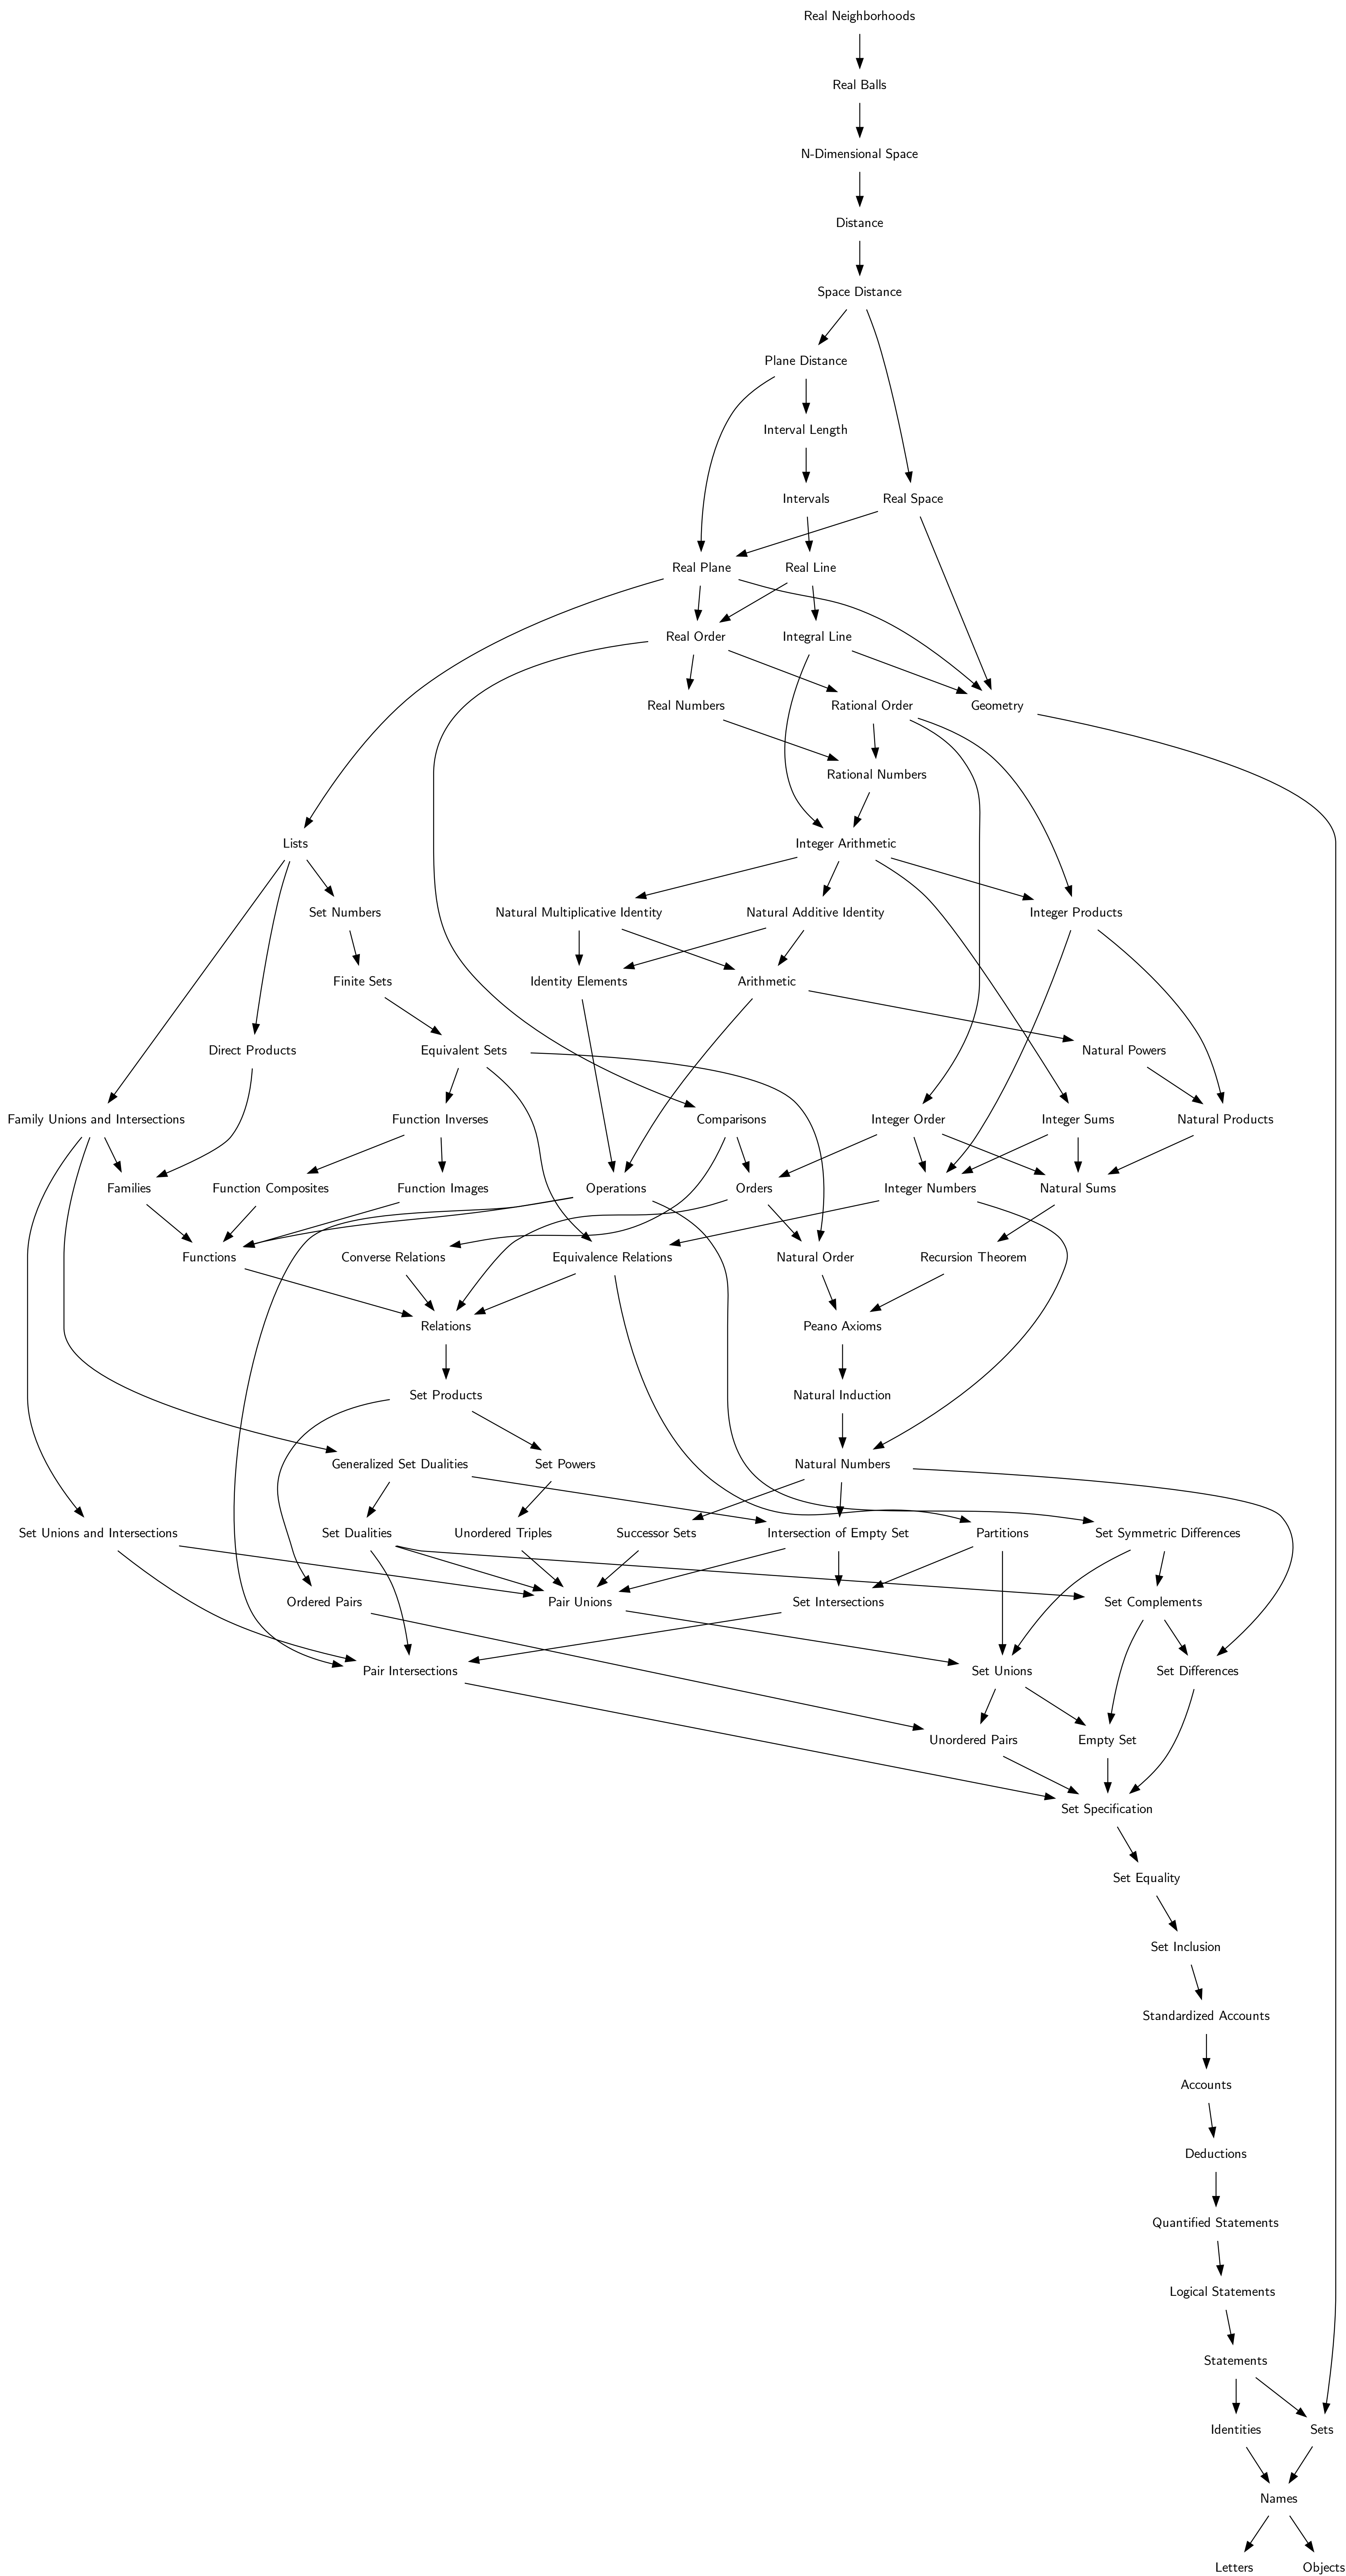 Real Neighborhoods
Real Balls
N-Dimensional Space
Distance
Space Distance
Plane Distance
Interval Length
Intervals
Real Space
Real Plane
Real Line
Real Order
Integral Line
Real Numbers
Rational Order
Geometry
Rational Numbers
Lists
Integer Arithmetic
Set Numbers
Natural Multiplicative Identity
Natural Additive Identity
Integer Products
Finite Sets
Identity Elements
Arithmetic
Direct Products
Equivalent Sets
Natural Powers
Family Unions and Intersections
Function Inverses
Comparisons
Integer Order
Integer Sums
Natural Products
Families
Function Composites
Function Images
Operations
Orders
Integer Numbers
Natural Sums
Functions
Converse Relations
Equivalence Relations
Natural Order
Recursion Theorem
Relations
Peano Axioms
Set Products
Natural Induction
Generalized Set Dualities
Set Powers
Natural Numbers
Set Unions and Intersections
Set Dualities
Unordered Triples
Successor Sets
Intersection of Empty Set
Partitions
Set Symmetric Differences
Ordered Pairs
Pair Unions
Set Intersections
Set Complements
Pair Intersections
Set Unions
Set Differences
Unordered Pairs
Empty Set
Set Specification
Set Equality
Set Inclusion
Standardized Accounts
Accounts
Deductions
Quantified Statements
Logical Statements
Statements
Identities
Sets
Names
Letters
Objects